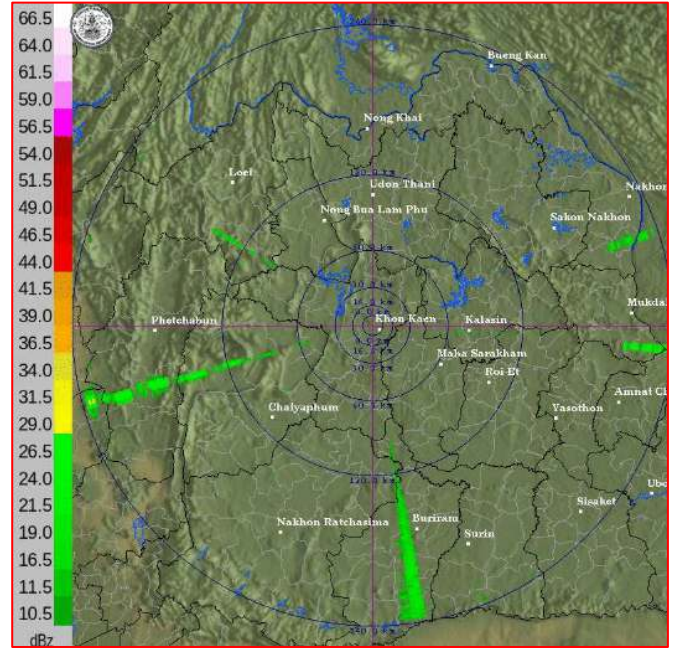 66.5
64.0
61.5
59.0
56.5
54.0
51.5
49.0
46.5
44.0
41.5
39.0
36.5
34.0
31.5
29.0
26.5
24.0
21.5
19.0
16.5
13.0
11.5
10.5
dBz
Bueng Kan
Nong Khai
Loei
Udon Thani
Nakhon
Nong Bua Lam Phu
Sakon Nakhon
Mukdah
Phetchabun
Khon Kaen
Kalasin
Maha Sarakham
Roi Et
Amnat C
Chaiyaphum
Yasothon
Ubo
Sisaket
Nakhon Ratchasima
Buriram
Surin